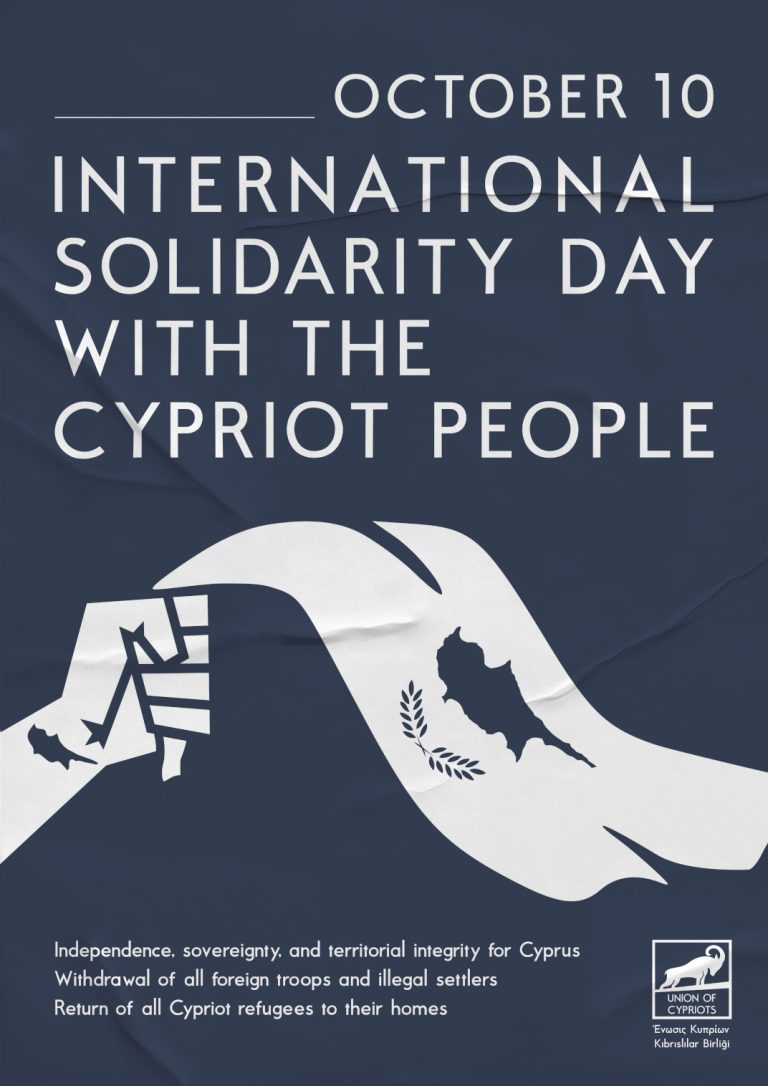 OCTOBER 10
INTERNATIONAL
SOLIDARITY DAY
WITH THE
CYPRIOT PEOPLE
Independence, sovereignty, and territorial integrity for Cyprus
Withdrawal of all foreign troops and illegal settlers
Return of all Cypriot refugees to their homes
UNION OF
CYPRIOTS
Ένωσις Κυπρίων
Kıbrıslılar Birliği